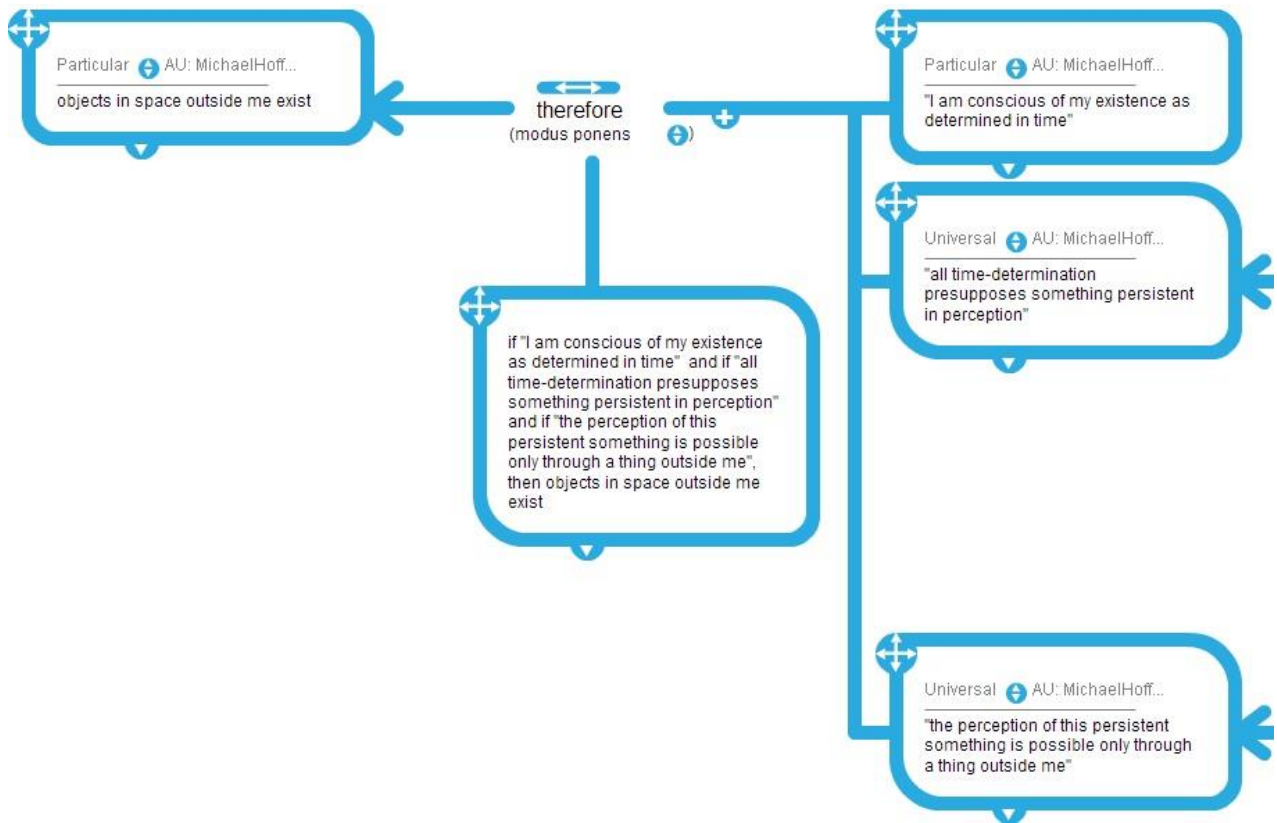 Particular AU: MichaelHoff...
objects in space outside me exist
therefore
(modus ponens )
Particular AU: MichaelHoff...
"I am conscious of my existence as
determined in time"
Universal AU: MichaelHoff...
"all time-determination
presupposes something persistent
in perception"
if "I am conscious of my existence
as determined in time" and if "all
time-determination presupposes
something persistent in perception"
and if "the perception of this
persistent something is possible
only through a thing outside me",
then objects in space outside me
exist
Universal AU: MichaelHoff...
"the perception of this persistent
something is possible only through
a thing outside me"